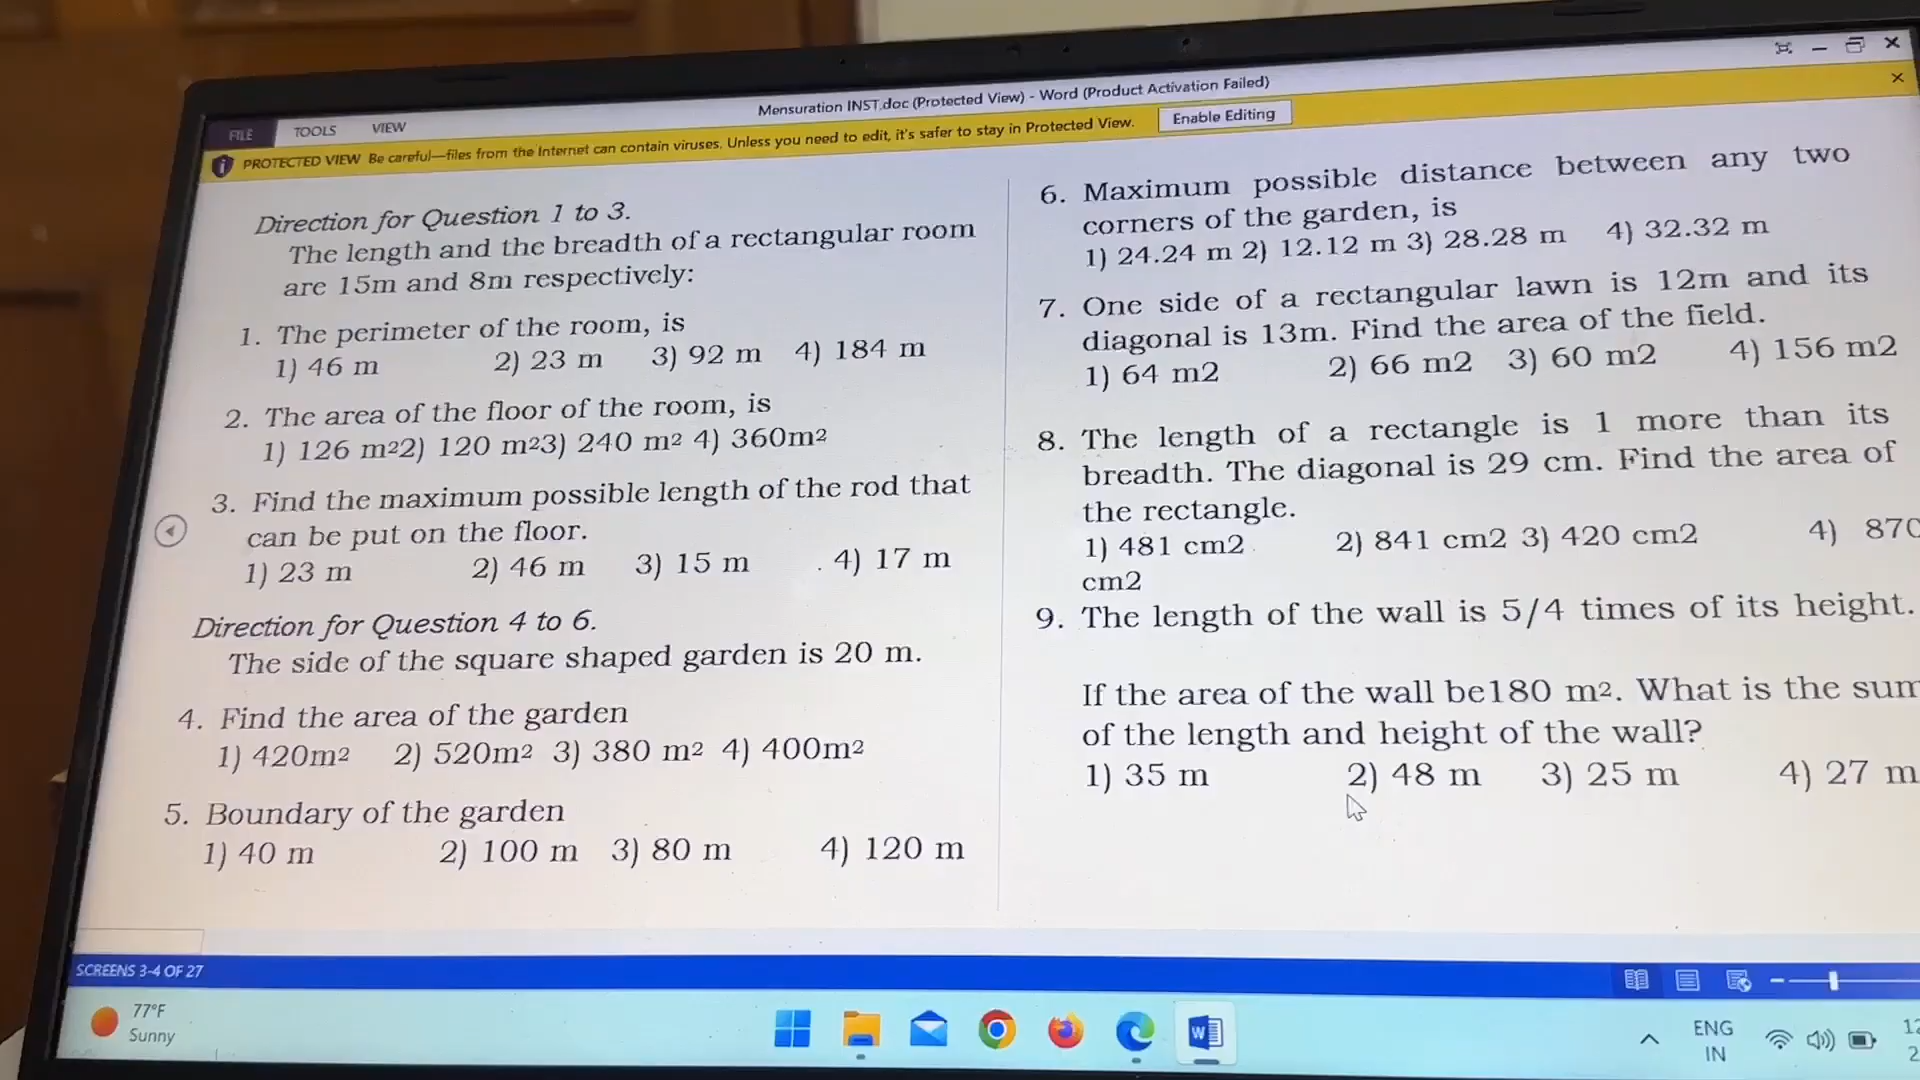 Mensuration INST.doc (Protected View) - Word (Product Activation Failed)
FILE TOOLS VIEW
PROTECTED VIEW Be careful—files from the Internet can contain viruses. Unless you need to edit, it's safer to stay in Protected View. Enable Editing
Direction for Question 1 to 3.
The length and the breadth of a rectangular room
are 15m and 8m respectively:
1. The perimeter of the room, is
1) 46 m 2) 23 m 3) 92 m 4) 184 m
2. The area of the floor of the room, is
1) 126 m22) 120 m23) 240 m2 4) 360m2
3. Find the maximum possible length of the rod that
can be put on the floor.
1) 23 m 2) 46 m 3) 15 m 4) 17 m
Direction for Question 4 to 6.
The side of the square shaped garden is 20 m.
4. Find the area of the garden
1) 420m2 2) 520m2 3) 380 m2 4) 400m2
5. Boundary of the garden
1) 40 m 2) 100 m 3) 80 m 4) 120 m
6. Maximum possible distance between any two
corners of the garden, is
1) 24.24 m 2) 12.12 m 3) 28.28 m 4) 32.32 m
7. One side of a rectangular lawn is 12m and its
diagonal is 13m. Find the area of the field.
1) 64 m2 2) 66 m2 3) 60 m2 4) 156 m2
8. The length of a rectangle is 1 more than its
breadth. The diagonal is 29 cm. Find the area of
the rectangle.
1) 481 cm2 2) 841 cm2 3) 420 cm2 4) 870
cm2
9. The length of the wall is 5/4 times of its height.
If the area of the wall be180 m2. What is the sum
of the length and height of the wall?
1) 35 m 2) 48 m 3) 25 m 4) 27 m
SCREENS 3-4 OF 27
77°F
Sunny
ENG
IN